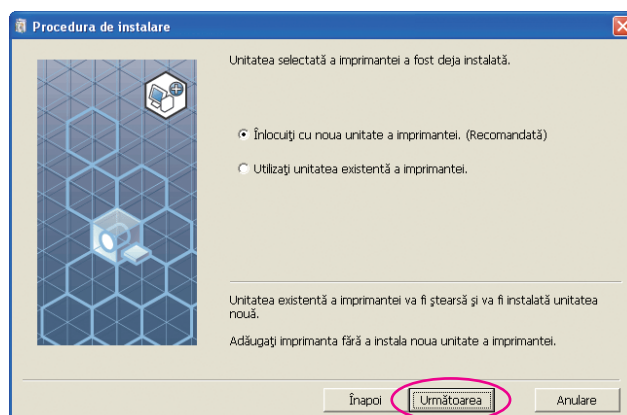 Procedura de instalare
Unitatea selectată a imprimantei a fost deja instalată.
Înlocuiţi cu noua unitate a imprimantei. (Recomandată)
Utilizaţi unitatea existentă a imprimantei.
Unitatea existentă a imprimantei va fi ştearsă şi va fi instalată unitatea
nouă.
Adăugaţi imprimanta fără a instala noua unitate a imprimantei.
Înapoi
Următoarea
Anulare